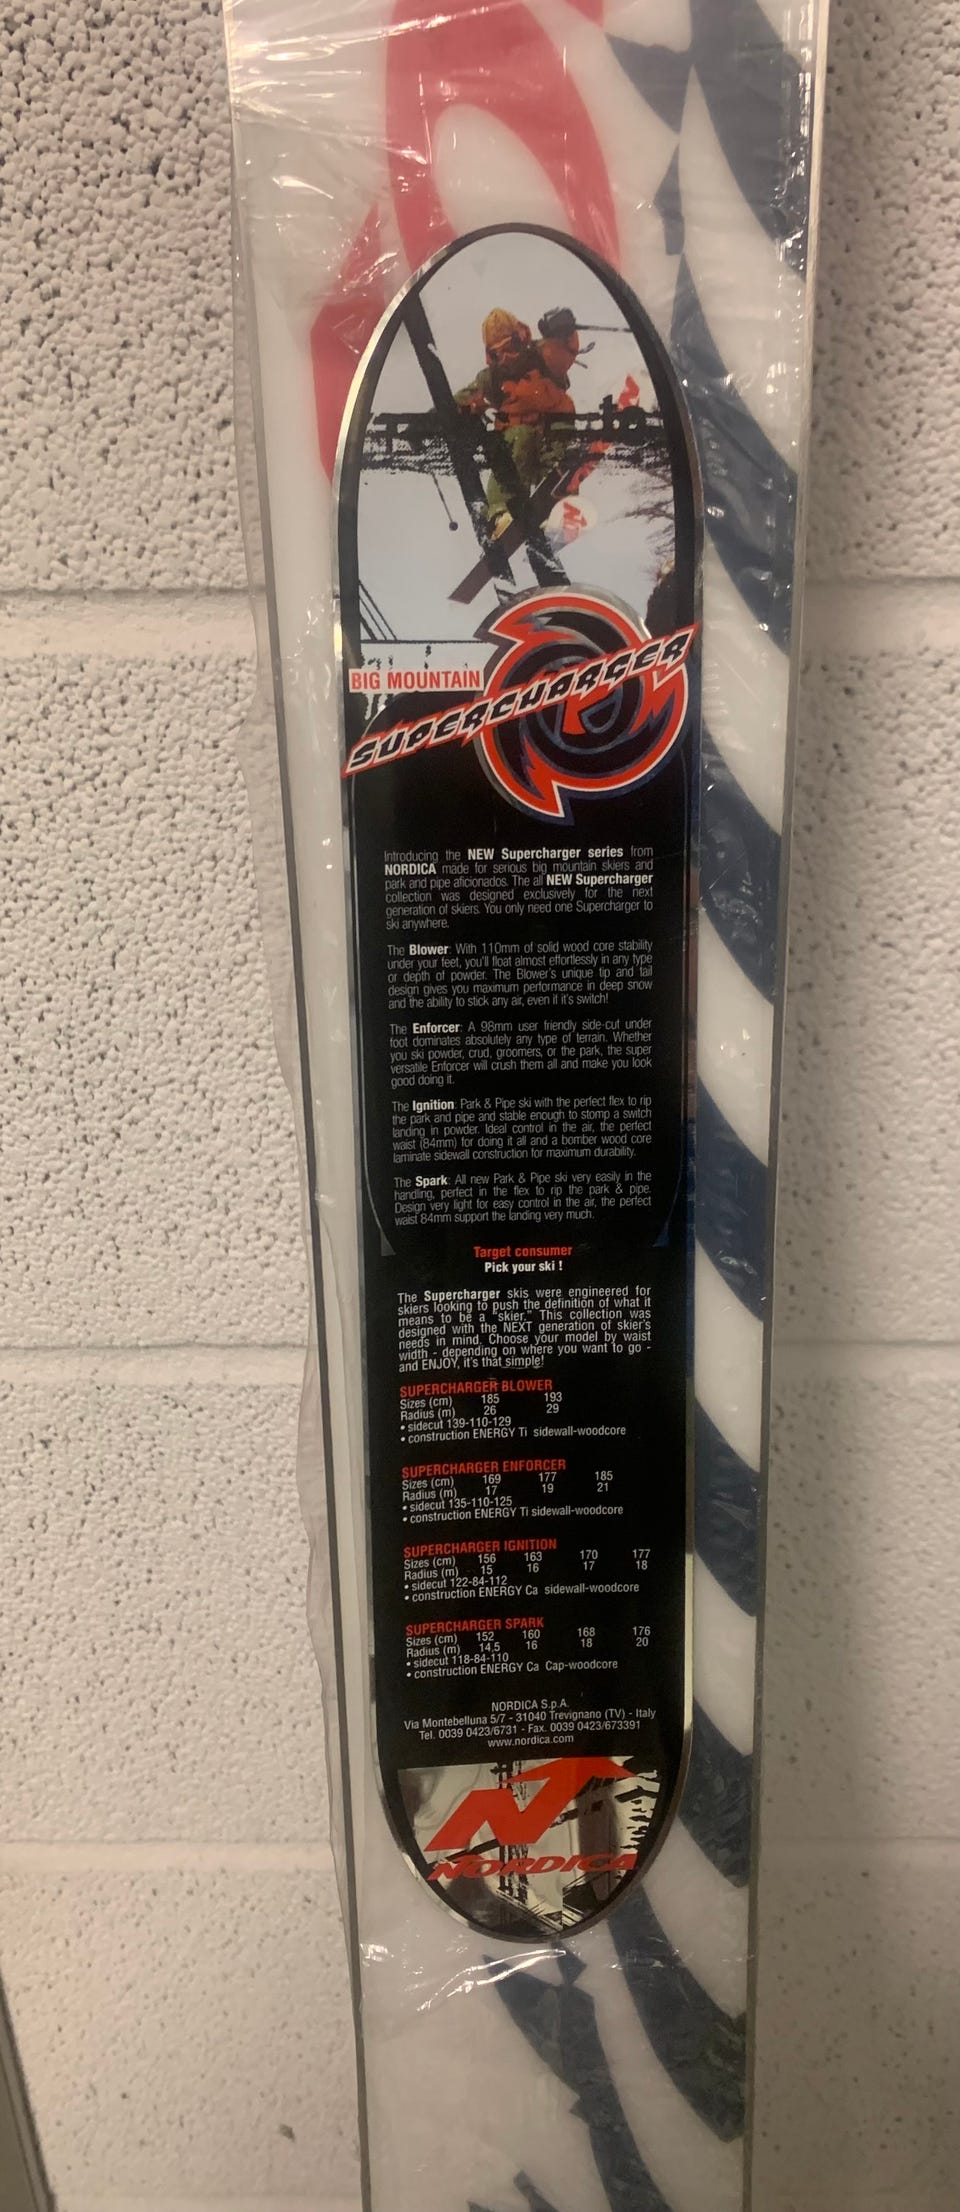 BIG MOUNTAIN
SUPERCHARGER
Introducing the NEW Supercharger series from
NORDICA made for serious big mountain skiers and
park and pipe aficionados. The all NEW Supercharger
collection was designed exclusively for the next
generation of skiers. You only need one Supercharger to
ski anywhere.
The Blower: With 110mm of solid wood core stability
under your feet, you'll float almost effortlessly in any type
or depth of powder. The Blower's unique tip and tail
design gives you maximum performance in deep snow
and the ability to stick any air, even if it's switch!
The Enforcer: A 98mm user friendly side-cut under
foot dominates absolutely any type of terrain. Whether
you ski powder, crud, groomers, or the park, the super
versatile Enforcer will crush them all and make you look
good doing it.
The Ignition: Park & Pipe ski with the perfect flex to rip
the park and pipe and stable enough to stomp a switch
landing in powder. Ideal control in the air, the perfect
waist (84mm) for doing it all and a bomber wood core
laminate sidewall construction for maximum durability.
The Spark: All new Park & Pipe ski very easily in the
handling, perfect in the flex to rip the park & pipe.
Design very light for easy control in the air, the perfect
waist 84mm support the landing very much.
Target consumer
Pick your ski !
The Supercharger skis were engineered for
skiers looking to push the definition of what it
means to be a "skier." This collection was
designed with the NEXT generation of skier's
needs in mind. Choose your model by waist
width - depending on where you want to go -
and ENJOY, it's that simple!
SUPERCHARGER BLOWER
Sizes (cm) 185 193
Radius (m) 26 29
• sidecut 139-110-129
• construction ENERGY Ti sidewall-woodcore
SUPERCHARGER ENFORCER
Sizes (cm) 169 177 185
Radius (m) 17 19 21
• sidecut 135-110-125
• construction ENERGY Ti sidewall-woodcore
SUPERCHARGER IGNITION
Sizes (cm) 156 163 170 177
Radius (m) 15 16 17 18
• sidecut 122-84-112
• construction ENERGY Ca sidewall-woodcore
SUPERCHARGER SPARK
Sizes (cm) 152 160 168 176
Radius (m) 14,5 16 18 20
• sidecut 118-84-110
• construction ENERGY Ca Cap-woodcore
NORDICA S.p.A.
Via Montebelluna 5/7 - 31040 Trevignano (TV) - Italy
Tel. 0039 0423/6731 - Fax. 0039 0423/673391
www.nordica.com
NORDICA